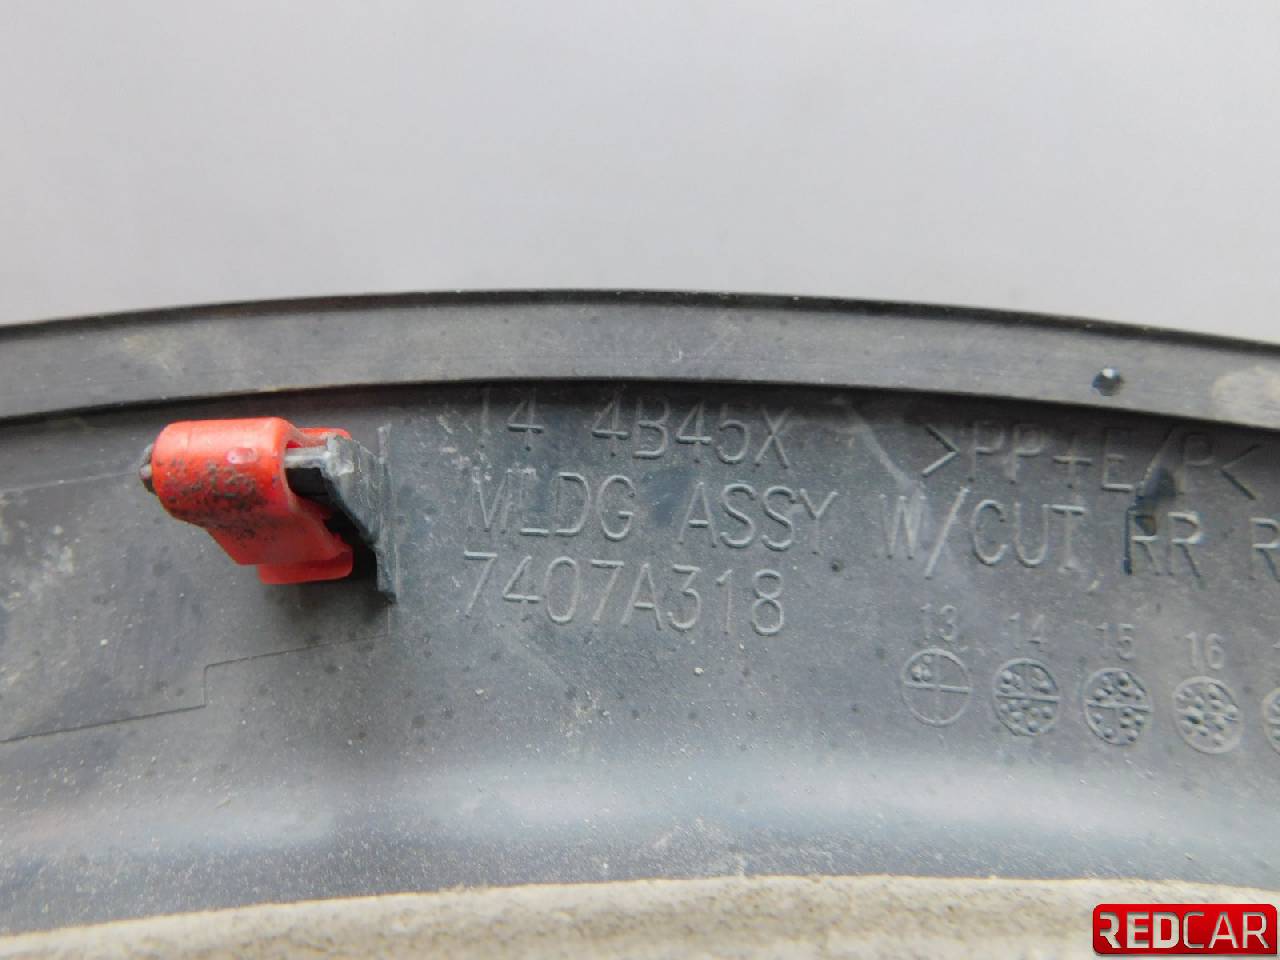 14 4B45X >PP+E/P<
MLDG ASSY W/CUT, RR R
7407A318
13 14 15 16
REDCAR